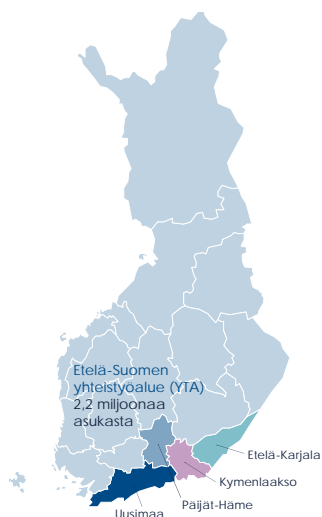 Etelä-Suomen
yhteistyöalue (YTA)
2,2 miljoonaa
asukasta
Etelä-Karjala
Kymenlaakso
Päijät-Häme
Uusimaa